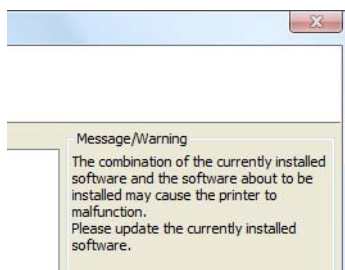 Message/Warning
The combination of the currently installed
software and the software about to be
installed may cause the printer to
malfunction.
Please update the currently installed
software.